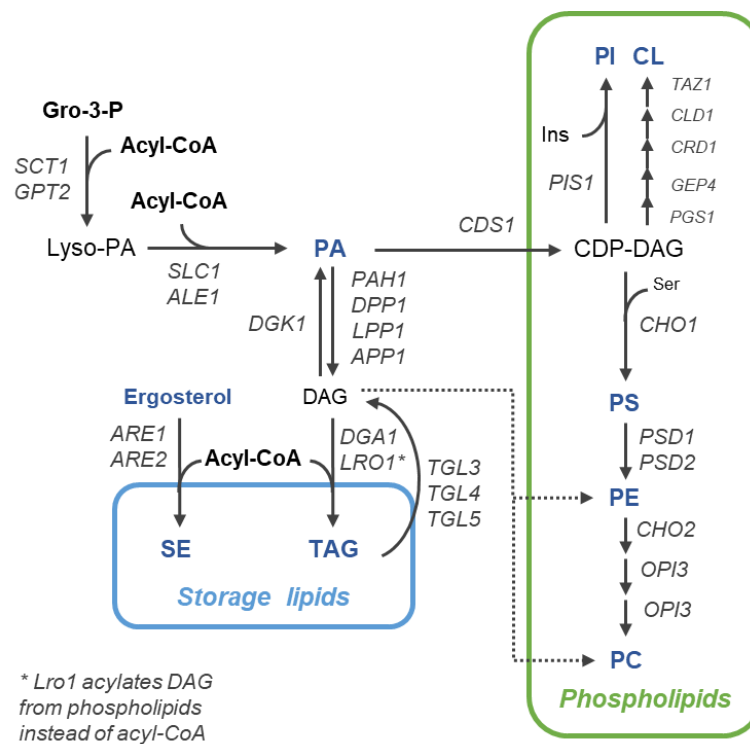 PI CL
TAZ1
Gro-3-P
CLD1
Acyl-CoA
Ins
CRD1
SCT1
GPT2
PIS1
GEP4
Acyl-CoA
PGS1
CDS1
Lyso-PA
PA
CDP-DAG
SLC1
ALE1
PAH1
DPP1
LPP1
APP1
DGK1
Ser
CHO1
Ergosterol
DAG
PS
ARE1
ARE2
Acyl-CoA
DGA1
LRO1*
PSD1
PSD2
TGL3
TGL4
TGL5
PE
SE
TAG
CHO2
OPI3
Storage lipids
OPI3
PC
* Lro1 acylates DAG
from phospholipids
instead of acyl-CoA
Phospholipids